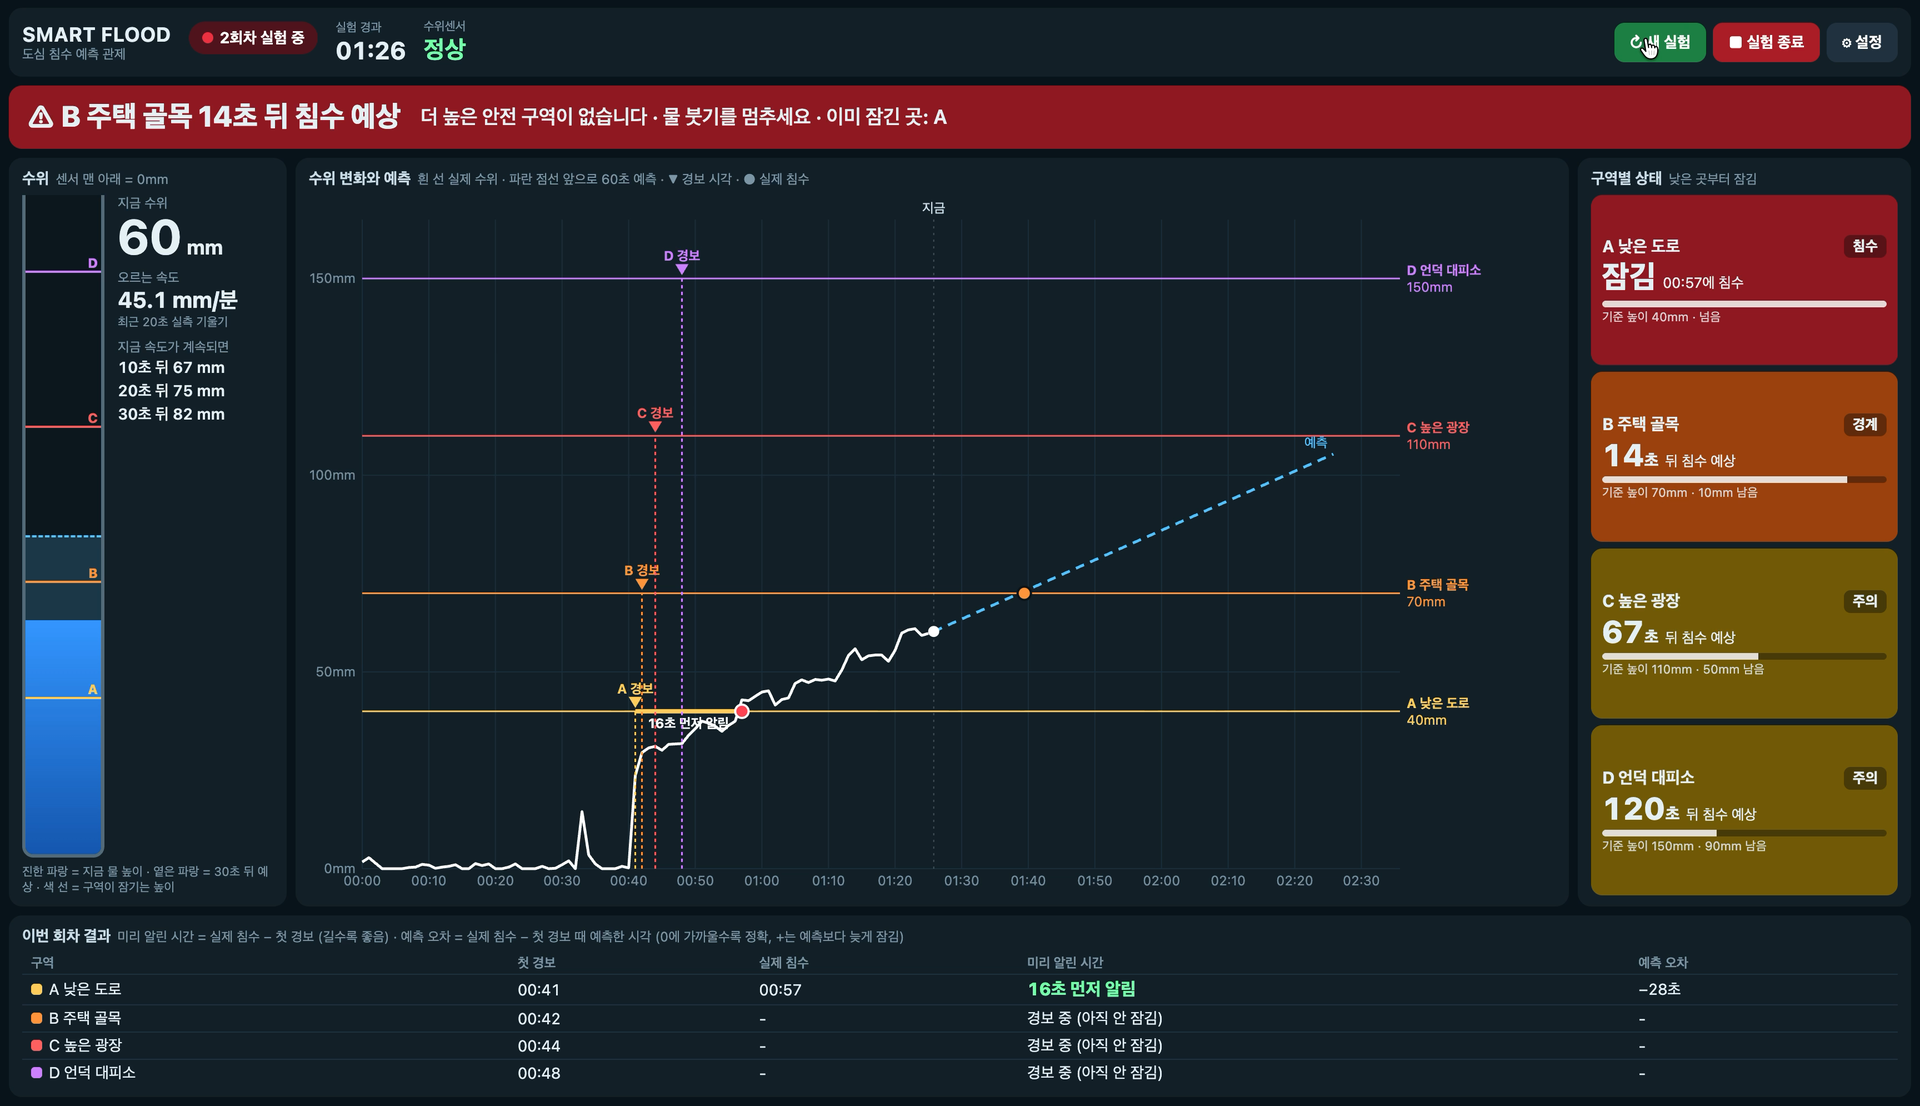 SMART FLOOD
도심 침수 예측 관제
2회차 실험 중
실험 경과
01:26
수위센서
정상
↻ 새 실험
실험 종료
⚙ 설정
⚠ B 주택 골목 14초 뒤 침수 예상
더 높은 안전 구역이 없습니다 · 물 붓기를 멈추세요 · 이미 잠긴 곳: A
수위 센서 맨 아래 = 0mm
D
C
B
A
지금 수위
60 mm
오르는 속도
45.1 mm/분
최근 20초 실측 기울기
지금 속도가 계속되면
10초 뒤 67 mm
20초 뒤 75 mm
30초 뒤 82 mm
진한 파랑 = 지금 물 높이 · 옅은 파랑 = 30초 뒤 예
상 · 색 선 = 구역이 잠기는 높이
수위 변화와 예측 흰 선 실제 수위 · 파란 점선 앞으로 60초 예측 · ▼ 경보 시각 · ● 실제 침수
지금
D 경보
150mm
D 언덕 대피소
150mm
C 경보
C 높은 광장
110mm
예측
100mm
B 경보
B 주택 골목
70mm
50mm
A 경보
16초 먼저 알림
A 낮은 도로
40mm
0mm
00:00 00:10 00:20 00:30 00:40 00:50 01:00 01:10 01:20 01:30 01:40 01:50 02:00 02:10 02:20 02:30
구역별 상태 낮은 곳부터 잠김
A 낮은 도로 침수
잠김 00:57에 침수
기준 높이 40mm · 넘음
B 주택 골목 경계
14초 뒤 침수 예상
기준 높이 70mm · 10mm 남음
C 높은 광장 주의
67초 뒤 침수 예상
기준 높이 110mm · 50mm 남음
D 언덕 대피소 주의
120초 뒤 침수 예상
기준 높이 150mm · 90mm 남음
이번 회차 결과 미리 알린 시간 = 실제 침수 − 첫 경보 (길수록 좋음) · 예측 오차 = 실제 침수 − 첫 경보 때 예측한 시각 (0에 가까울수록 정확, +는 예측보다 늦게 잠김)
구역 첫 경보 실제 침수 미리 알린 시간 예측 오차
A 낮은 도로 00:41 00:57 16초 먼저 알림 −28초
B 주택 골목 00:42 - 경보 중 (아직 안 잠김) -
C 높은 광장 00:44 - 경보 중 (아직 안 잠김) -
D 언덕 대피소 00:48 - 경보 중 (아직 안 잠김) -